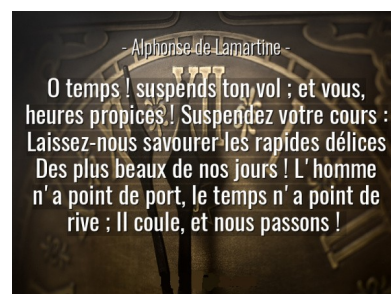 - Alphonse de Lamartine -
O temps ! suspends ton vol ; et vous,
heures propices ! Suspendez votre cours :
Laissez-nous savourer les rapides délices
Des plus beaux de nos jours ! L'homme
n'a point de port, le temps n'a point de
rive ; Il coule, et nous passons !